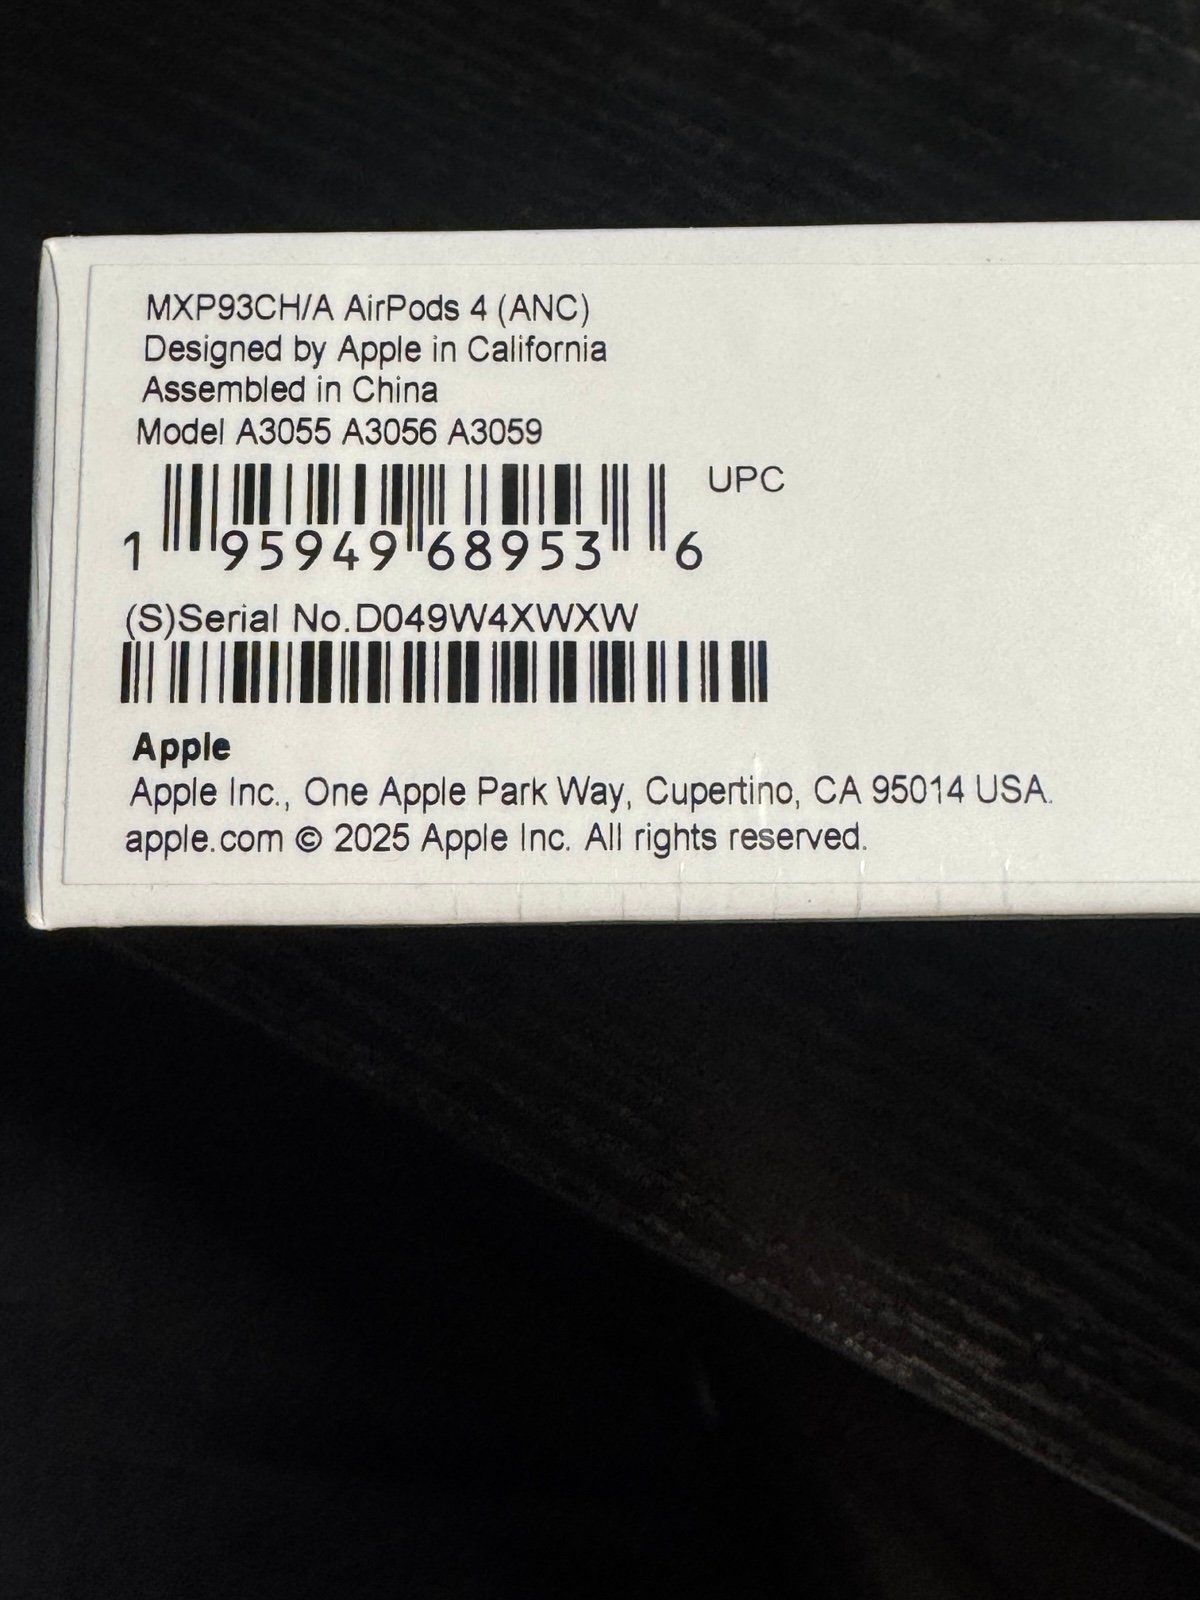 MXP93CH/A AirPods 4 (ANC)
Designed by Apple in California
Assembled in China
Model A3055 A3056 A3059
UPC
1 95949 68953 6
(S)Serial No.D049W4XWXW
Apple
Apple Inc., One Apple Park Way, Cupertino, CA 95014 USA.
apple.com © 2025 Apple Inc. All rights reserved.